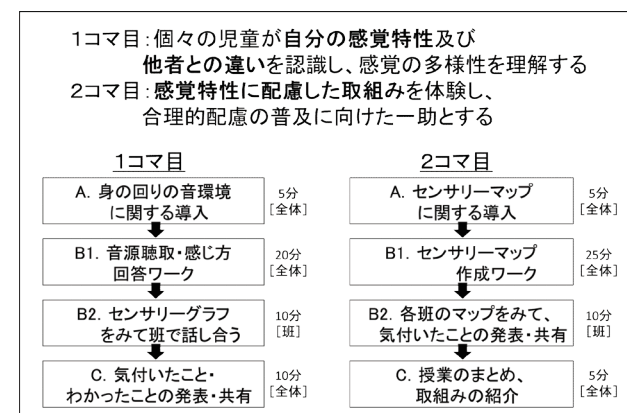 1コマ目:個々の児童が自分の感覚特性及び
他者との違いを認識し、感覚の多様性を理解する
2コマ目:感覚特性に配慮した取組みを体験し、
合理的配慮の普及に向けた一助とする
1コマ目
A. 身の回りの音環境
に関する導入
5分
[全体]
B1. 音源聴取・感じ方
回答ワーク
20分
[全体]
B2. センサリーグラフ
をみて班で話し合う
10分
[班]
C. 気付いたこと・
わかったことの発表・共有
10分
[全体]
2コマ目
A. センサリーマップ
に関する導入
5分
[全体]
B1. センサリーマップ
作成ワーク
25分
[全体]
B2. 各班のマップをみて、
気付いたことの発表・共有
10分
[班]
C. 授業のまとめ、
取組みの紹介
5分
[全体]